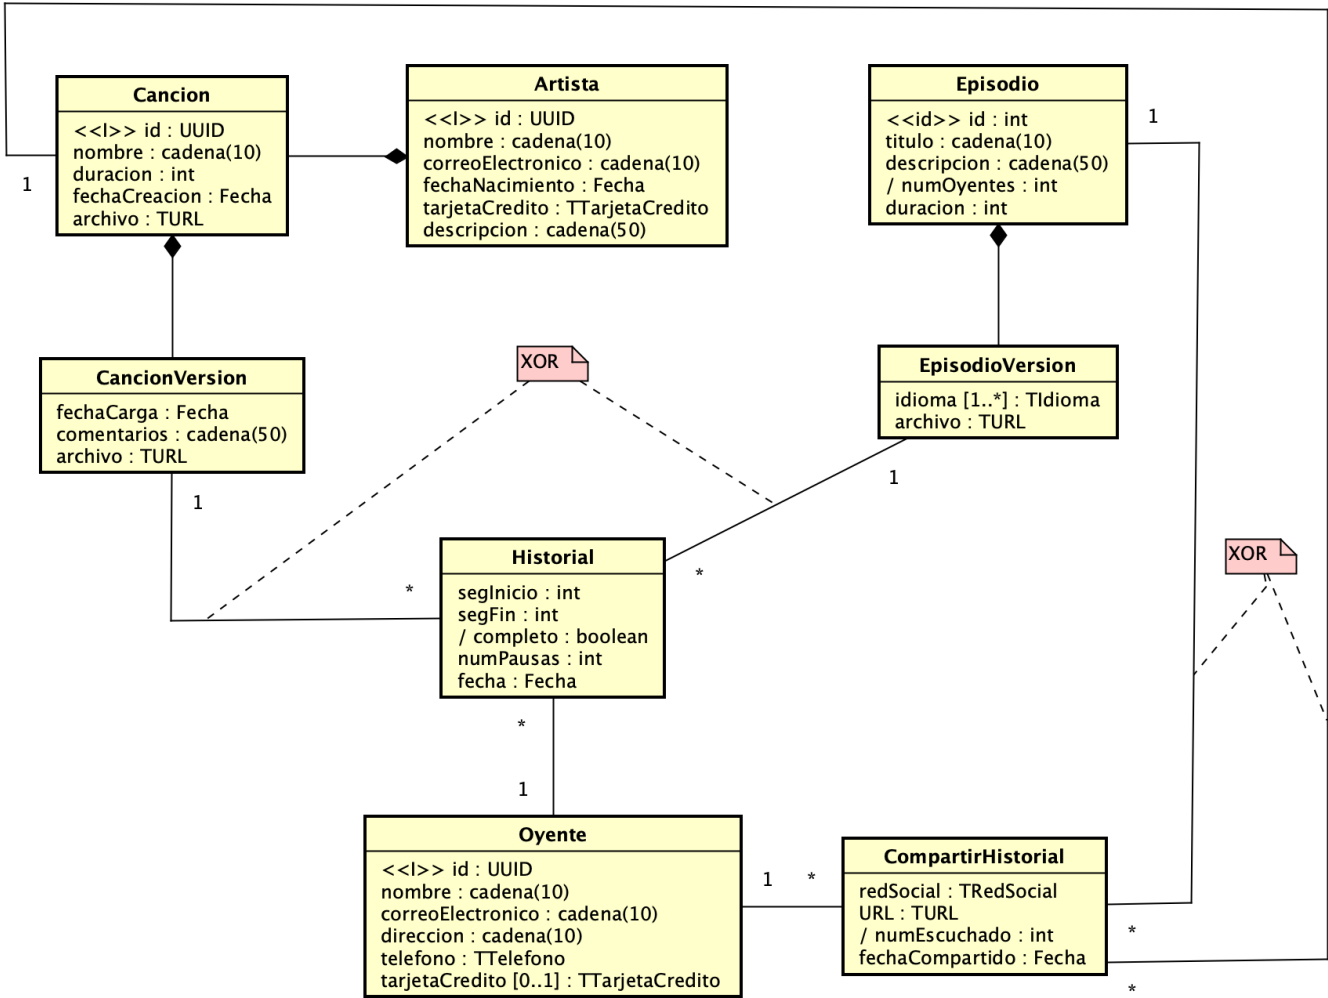 Cancion
<<I>> id : UUID
nombre : cadena(10)
duracion : int
fechaCreacion : Fecha
archivo : TURL
1
Artista
<<I>> id : UUID
nombre : cadena(10)
correoElectronico : cadena(10)
fechaNacimiento : Fecha
tarjetaCredito : TTarjetaCredito
descripcion : cadena(50)
Episodio
<<id>> id : int
titulo : cadena(10)
descripcion : cadena(50)
/ numOyentes : int
duracion : int
1
CancionVersion
fechaCarga : Fecha
comentarios : cadena(50)
archivo : TURL
1
XOR
EpisodioVersion
idioma [1..*] : TIdioma
archivo : TURL
1
Historial
segInicio : int
segFin : int
/ completo : boolean
numPausas : int
fecha : Fecha
*
*
*
1
XOR
Oyente
<<I>> id : UUID
nombre : cadena(10)
correoElectronico : cadena(10)
direccion : cadena(10)
telefono : TTelefono
tarjetaCredito [0..1] : TTarjetaCredito
1
*
CompartirHistorial
redSocial : TRedSocial
URL : TURL
/ numEscuchado : int
fechaCompartido : Fecha
*
*